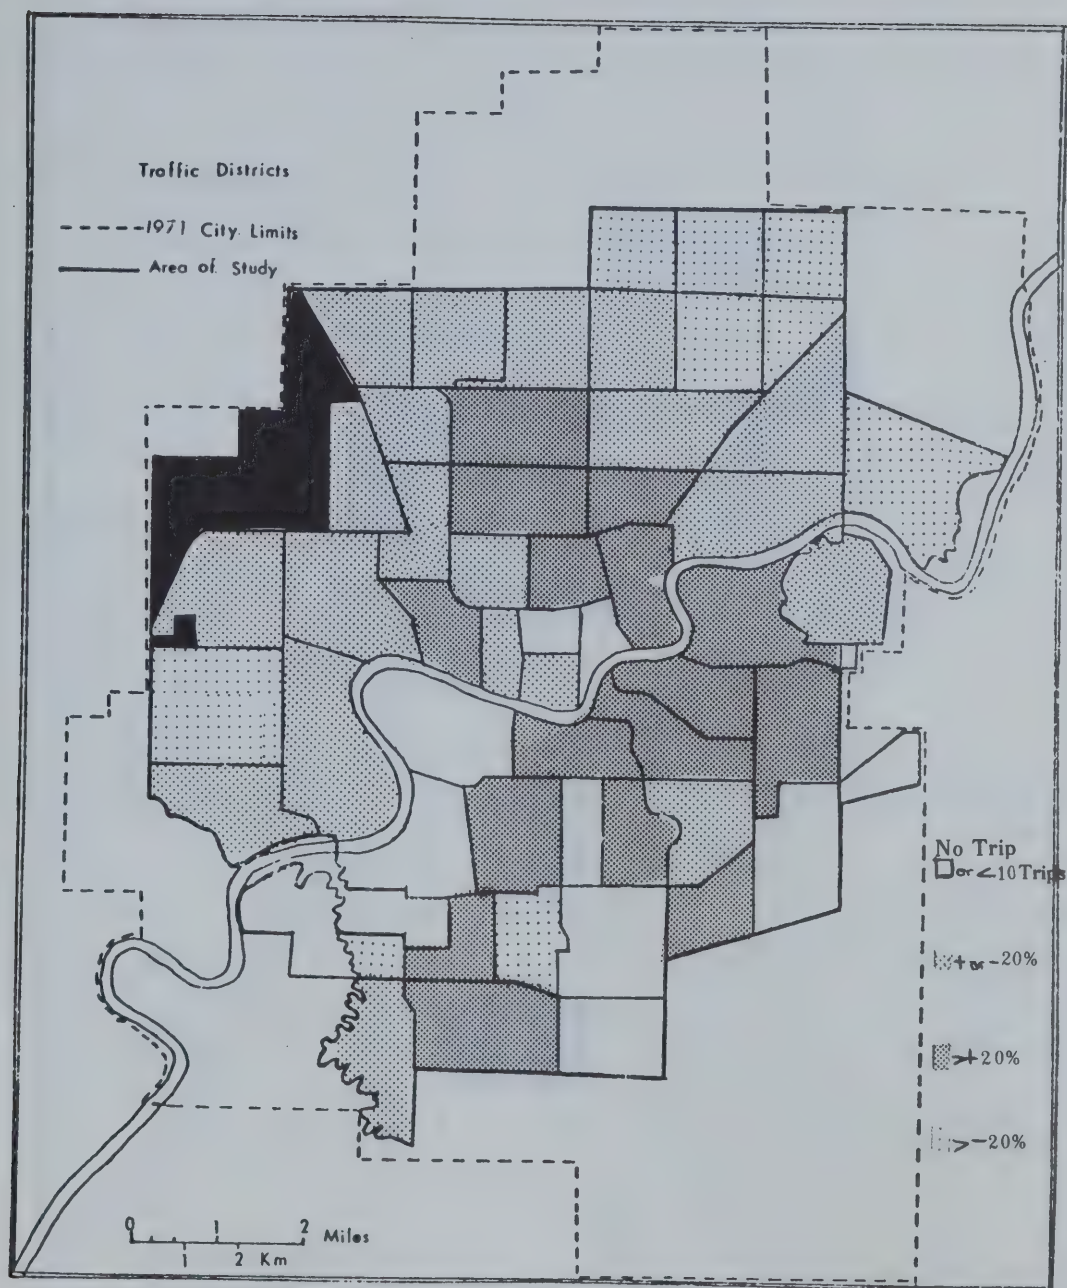 Traffic Districts
1971 City Limits
Area of Study
No Trip
or <10 Trips
+ or -20%
>+20%
>-20%
0 1 2 Miles
1 2 Km